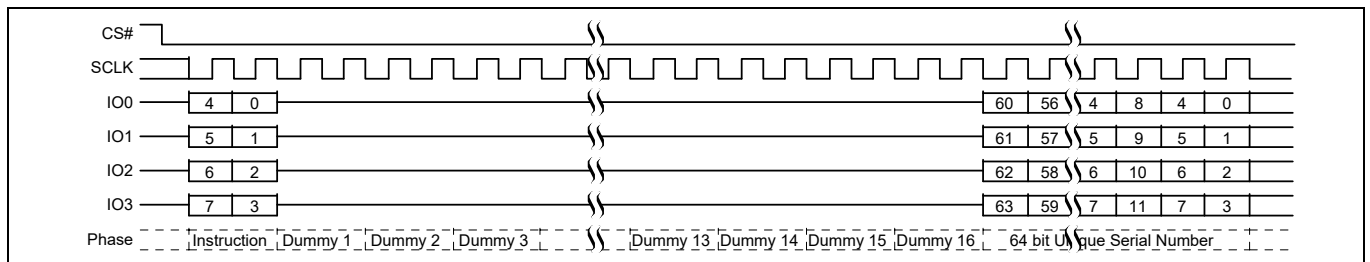 CS#
SCLK
IO0 4 0 60 56 4 8 4 0
IO1 5 1 61 57 5 9 5 1
IO2 6 2 62 58 6 10 6 2
IO3 7 3 63 59 7 11 7 3
Phase Instruction Dummy 1 Dummy 2 Dummy 3 Dummy 13 Dummy 14 Dummy 15 Dummy 16 64 bit Unique Serial Number